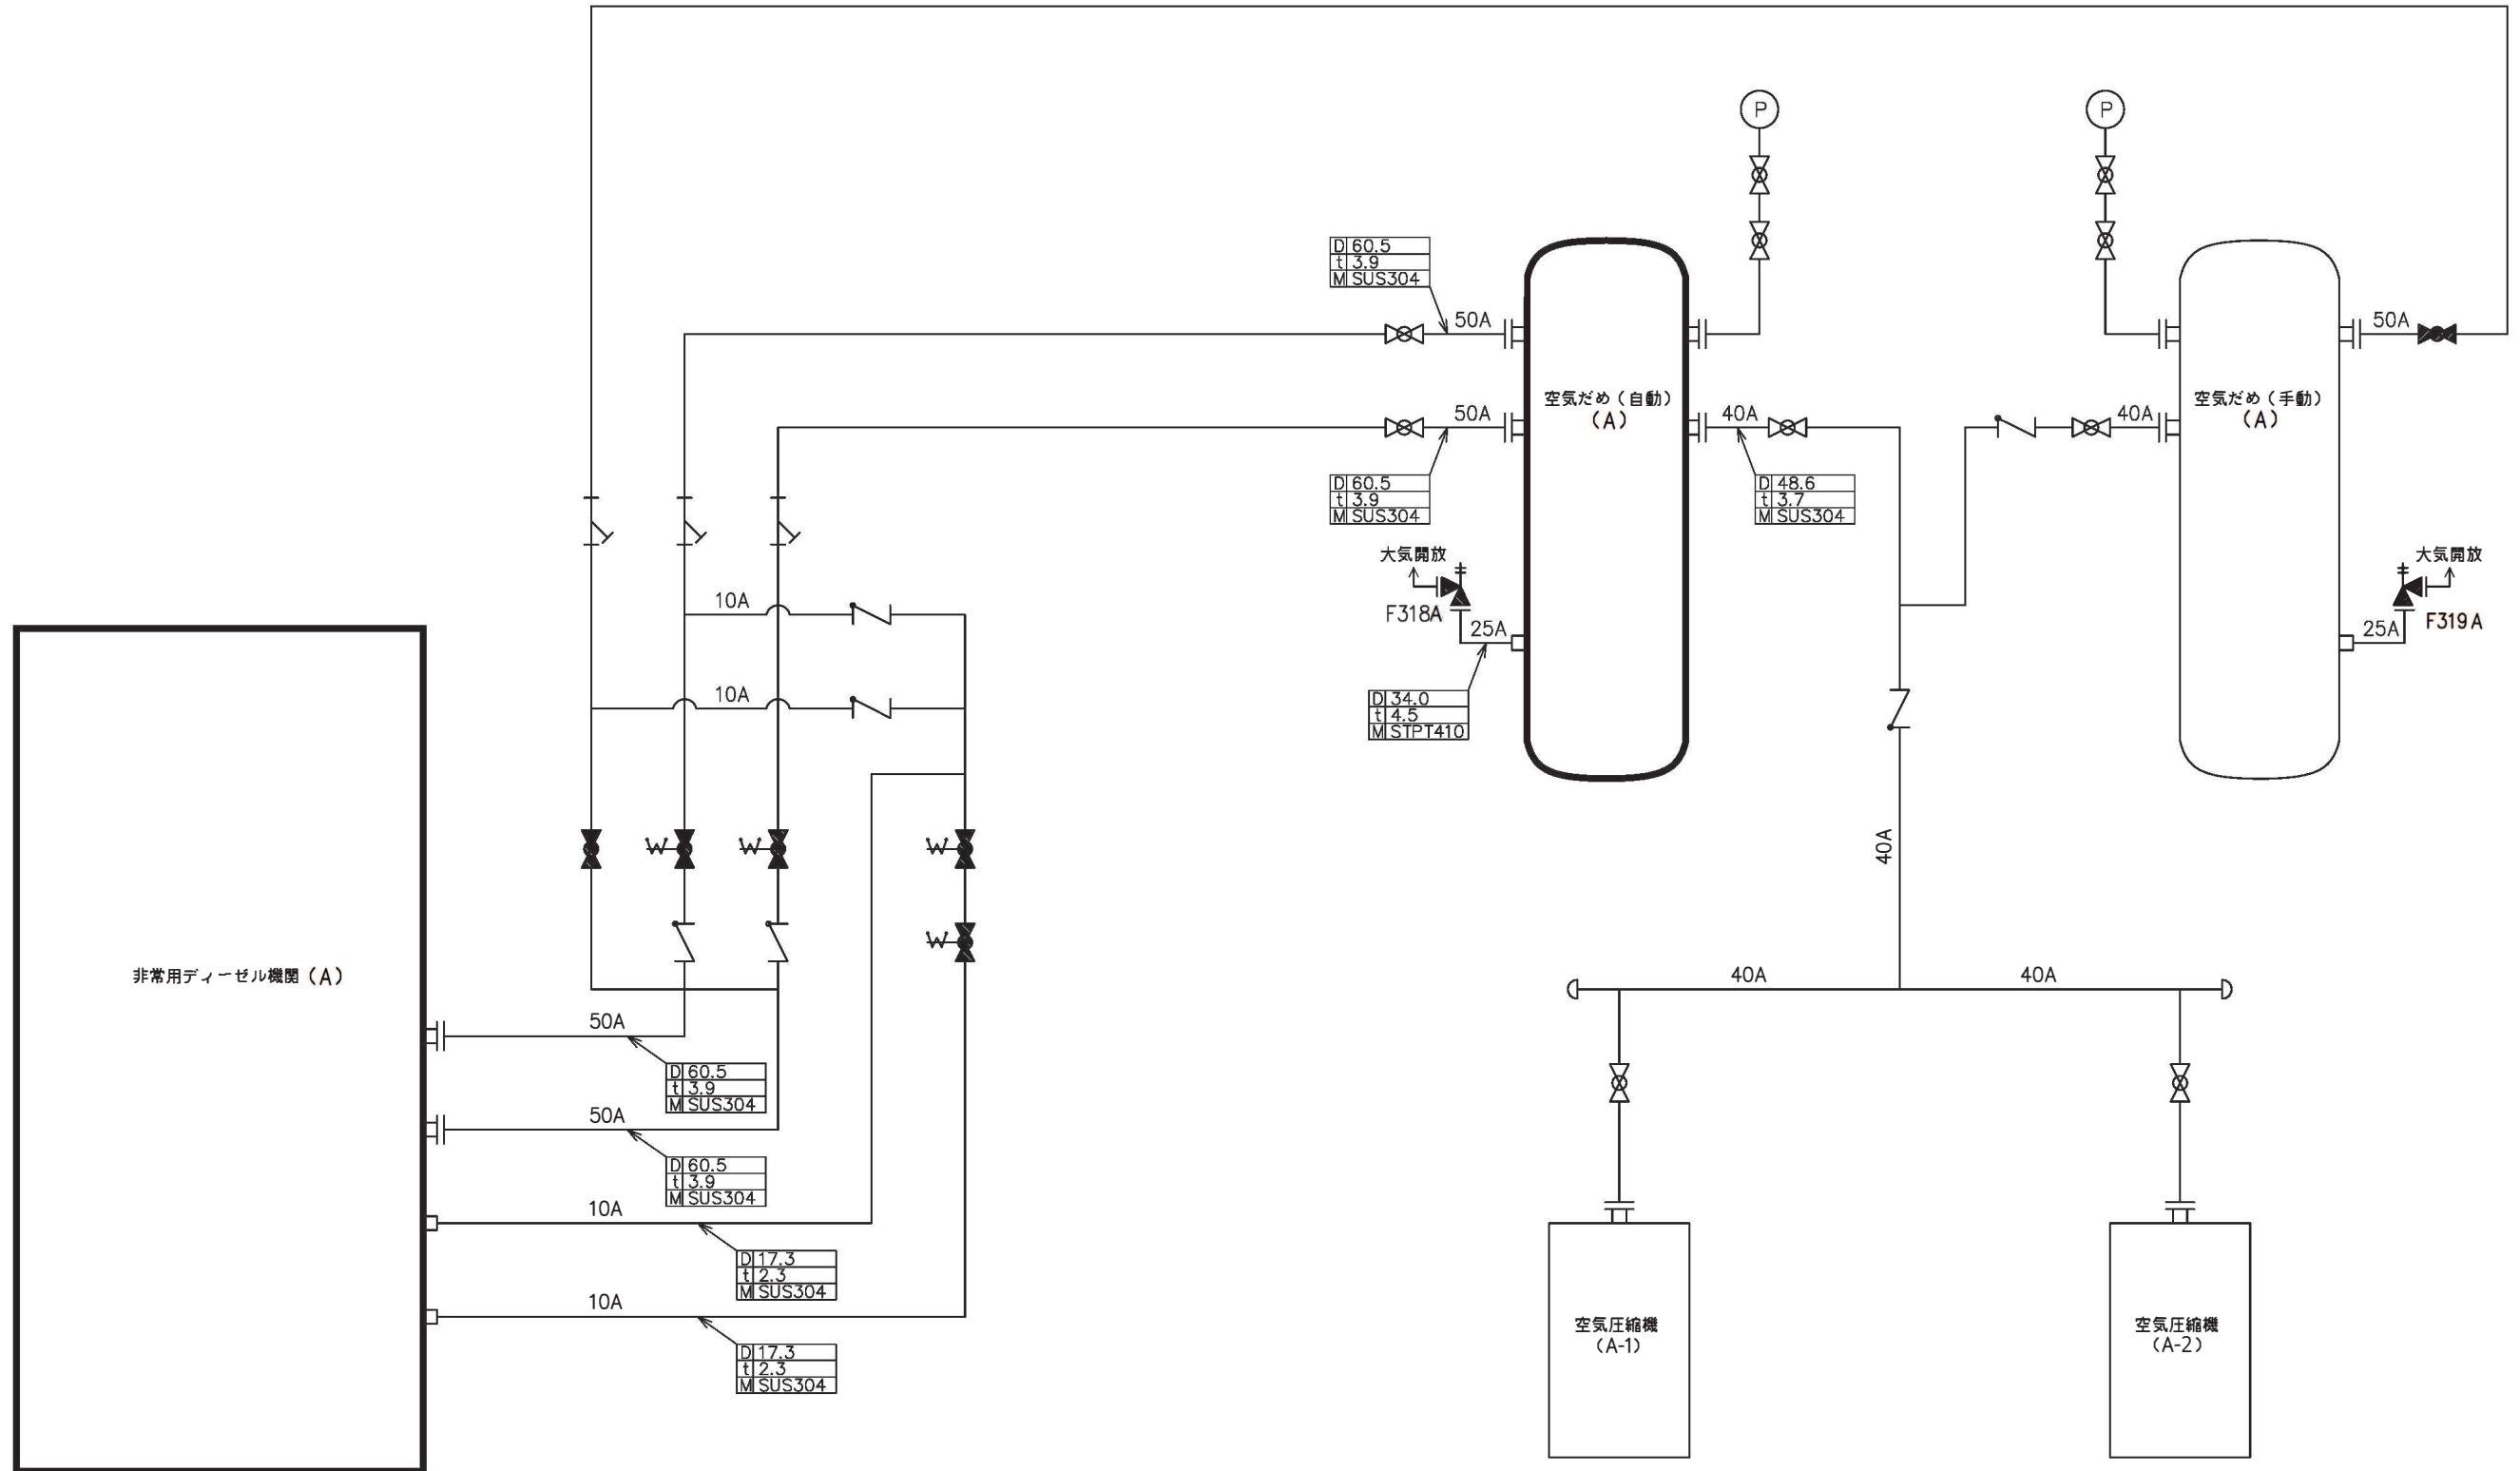 P
P
D 60.5
t 3.9
M SUS304
50A
50A
空気だめ（自動）
（A）
空気だめ（手動）
（A）
50A
40A
40A
D 60.5
t 3.9
M SUS304
D 48.6
t 3.7
M SUS304
大気開放
F318A
大気開放
F319A
25A
25A
D 34.0
t 4.5
M STPT410
10A
10A
W
W
W
W
40A
非常用ディーゼル機関（A）
40A
40A
50A
D 60.5
t 3.9
M SUS304
50A
D 60.5
t 3.9
M SUS304
10A
D 17.3
t 2.3
M SUS304
10A
D 17.3
t 2.3
M SUS304
空気圧縮機
（A-1）
空気圧縮機
（A-2）